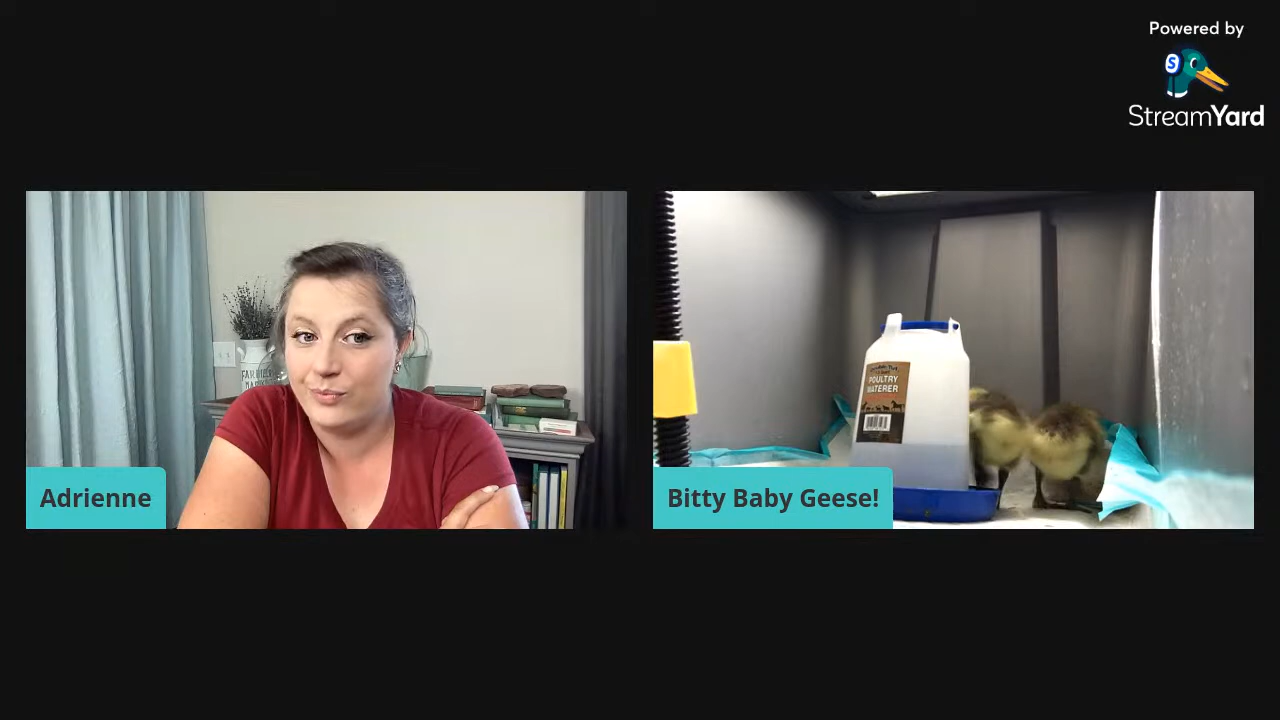 Powered by
S
StreamYard
Adrienne
POULTRY
WATERER
Bitty Baby Geese!